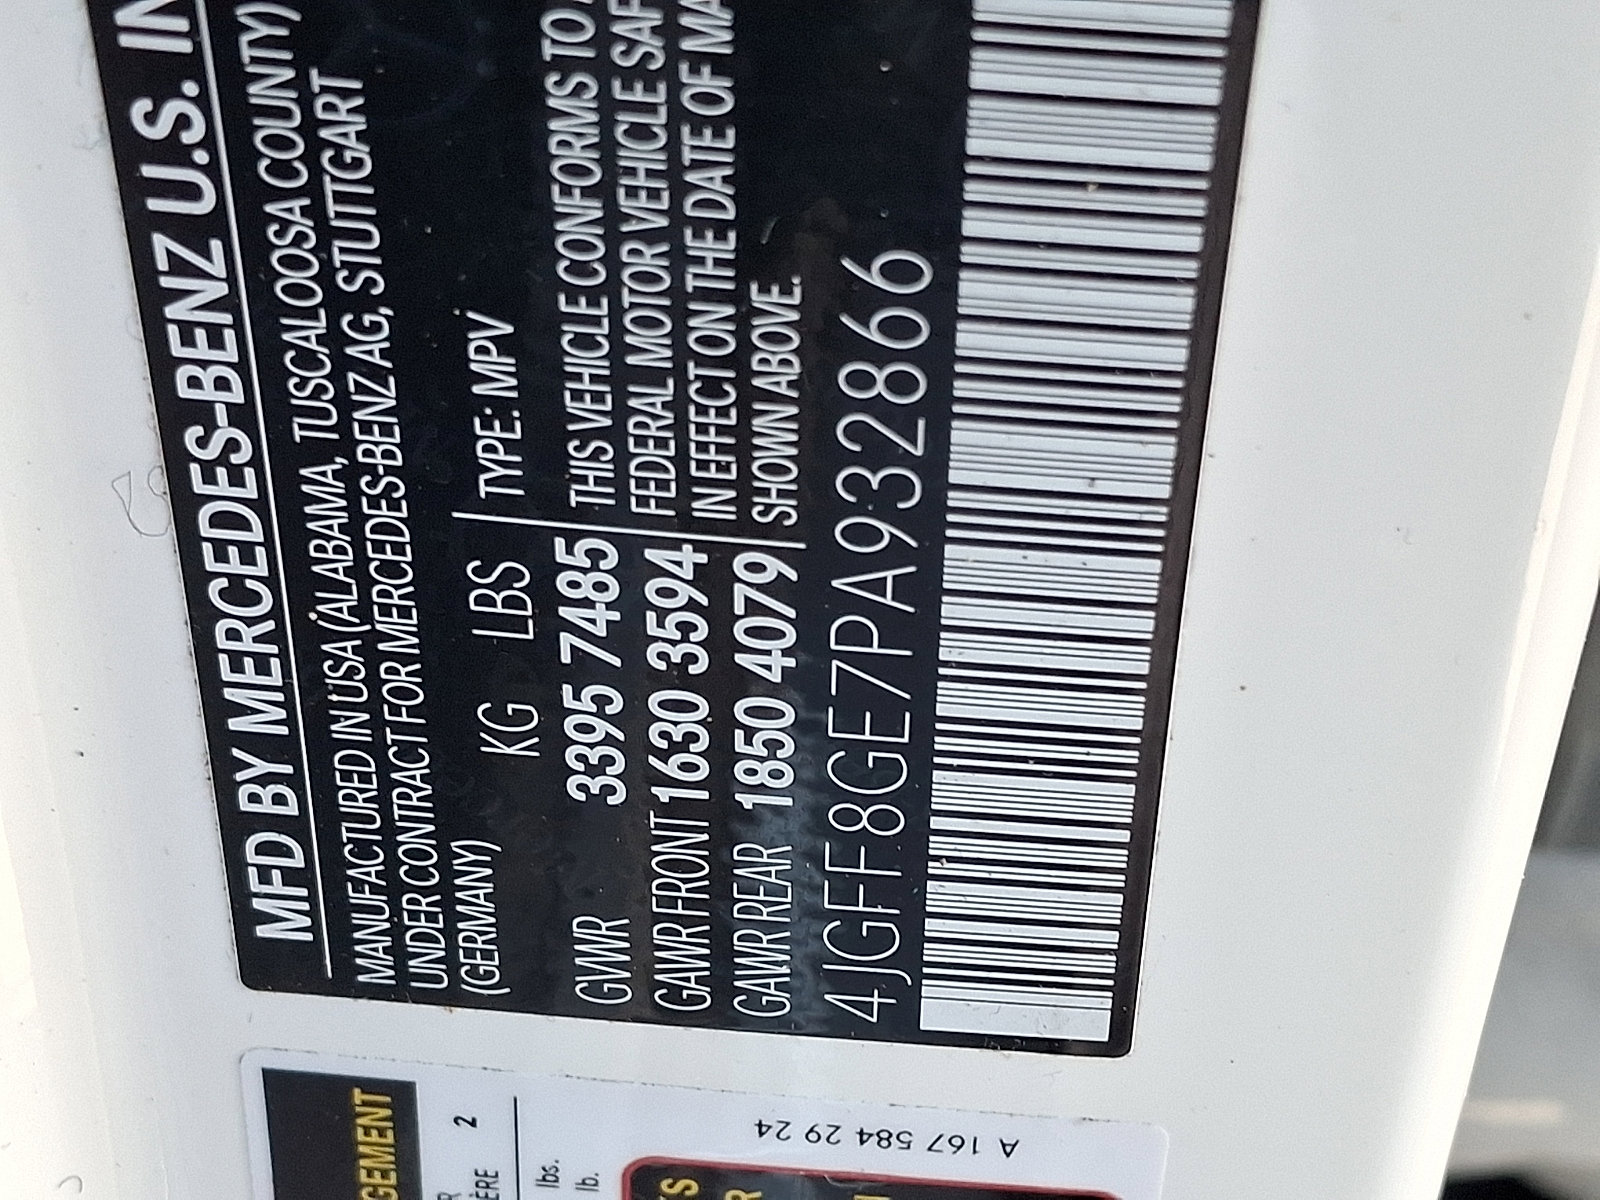 MFD BY MERCEDES-BENZ U.S. IN
MANUFACTURED IN USA (ALABAMA, TUSCALOOSA COUNTY)
UNDER CONTRACT FOR MERCEDES-BENZ AG, STUTTGART
(GERMANY)
KG LBS TYPE: MPV
GVWR 3395 7485
GAWR FRONT 1630 3594
GAWR REAR 1850 4079
THIS VEHICLE CONFORMS TO
FEDERAL MOTOR VEHICLE SAF
IN EFFECT ON THE DATE OF MA
SHOWN ABOVE.
4JGFF8GE7PA932866
GEMENT
2
ÈRE
lbs.
lb.
A 167 584 29 24